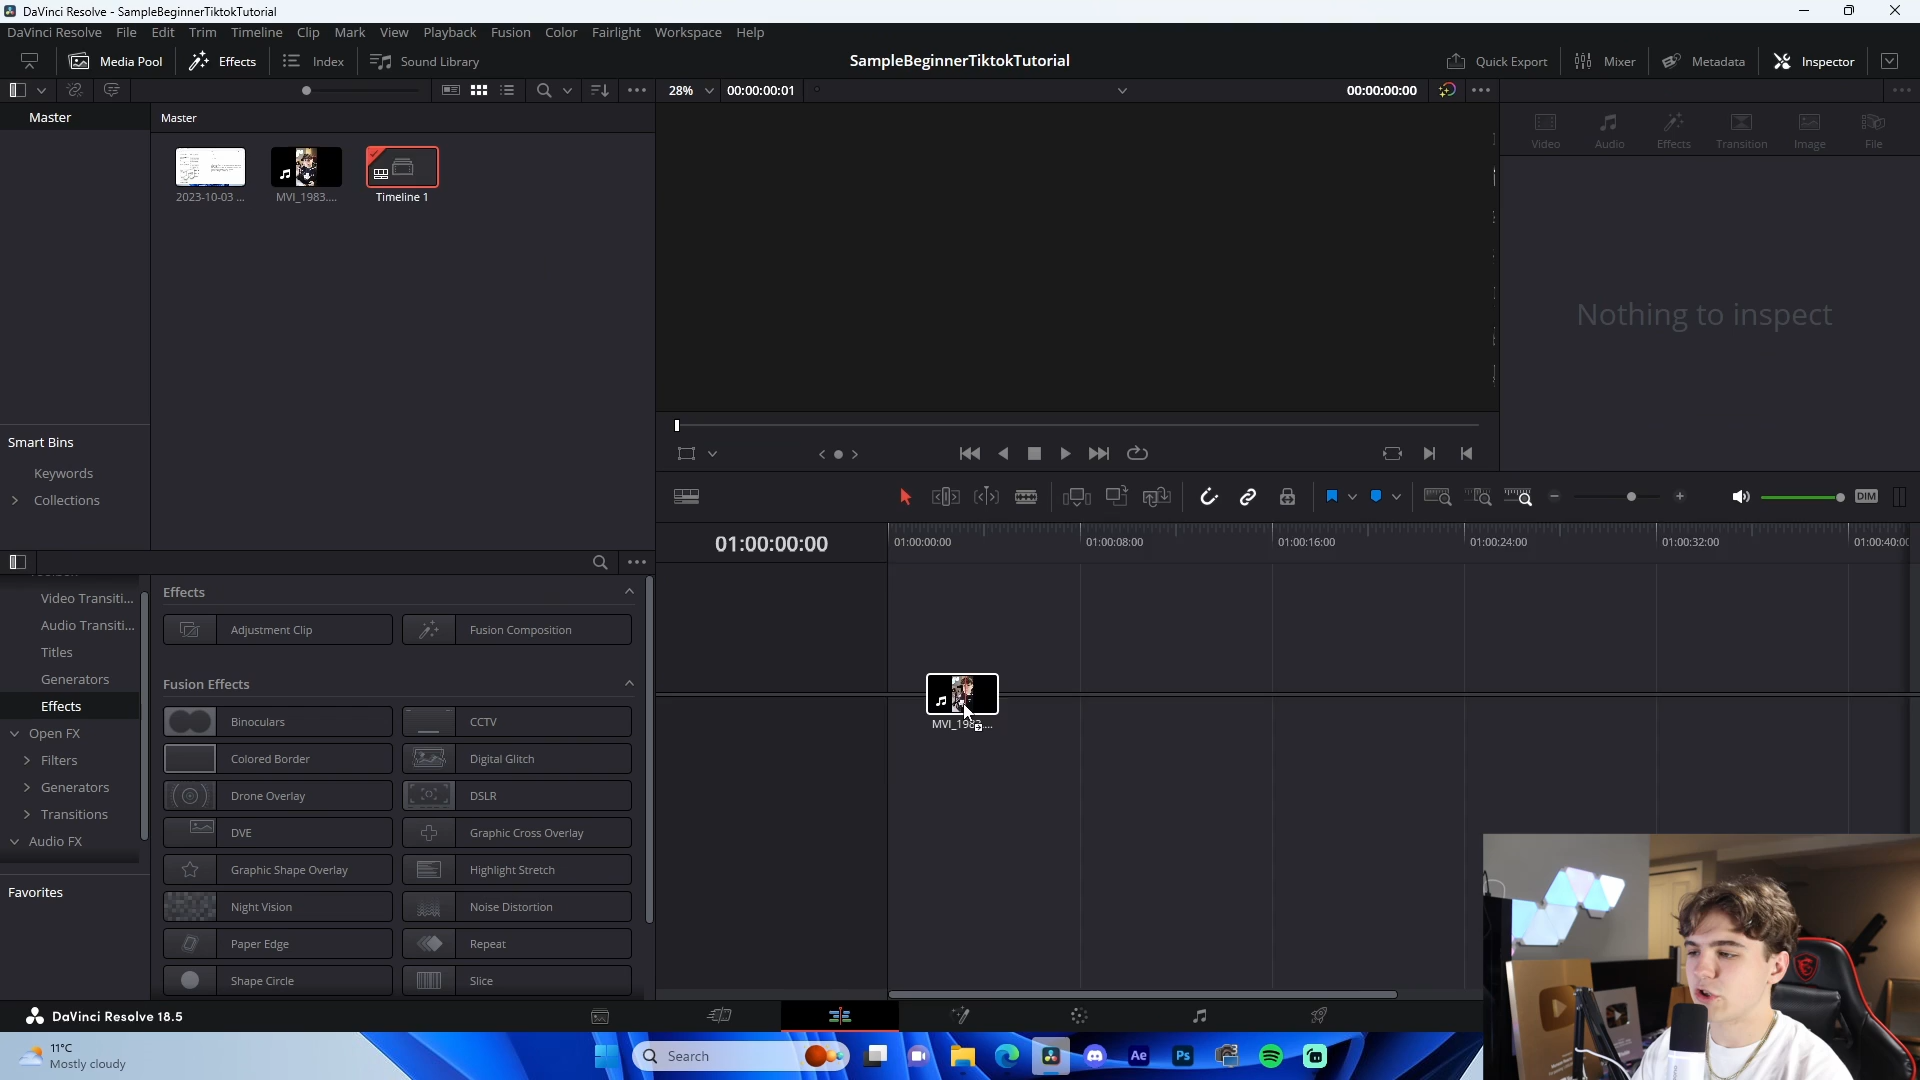 DaVinci Resolve - SampleBeginnerTiktokTutorial
DaVinci Resolve File Edit Trim Timeline Clip Mark View Playback Fusion Color Fairlight Workspace Help
Media Pool Effects Index Sound Library SampleBeginnerTiktokTutorial Quick Export Mixer Metadata Inspector
28% 00:00:00:01 00:00:00:00
Master
Master
Video Audio Effects Transition Image File
2023-10-03 ... MVI_1983.... Timeline 1
Nothing to inspect
Smart Bins
Keywords
Collections
DIM
01:00:00:00
01:00:00:00 01:00:08:00 01:00:16:00 01:00:24:00 01:00:32:00 01:00:40:00
Video Transiti...
Audio Transiti...
Titles
Generators
Effects
Open FX
Filters
Generators
Transitions
Audio FX
Favorites
Effects
Adjustment Clip Fusion Composition
Fusion Effects
Binoculars CCTV
Colored Border Digital Glitch
Drone Overlay DSLR
DVE Graphic Cross Overlay
Graphic Shape Overlay Highlight Stretch
Night Vision Noise Distortion
Paper Edge Repeat
Shape Circle Slice
DaVinci Resolve 18.5
11°C
Mostly cloudy
Search
Ae
Ps